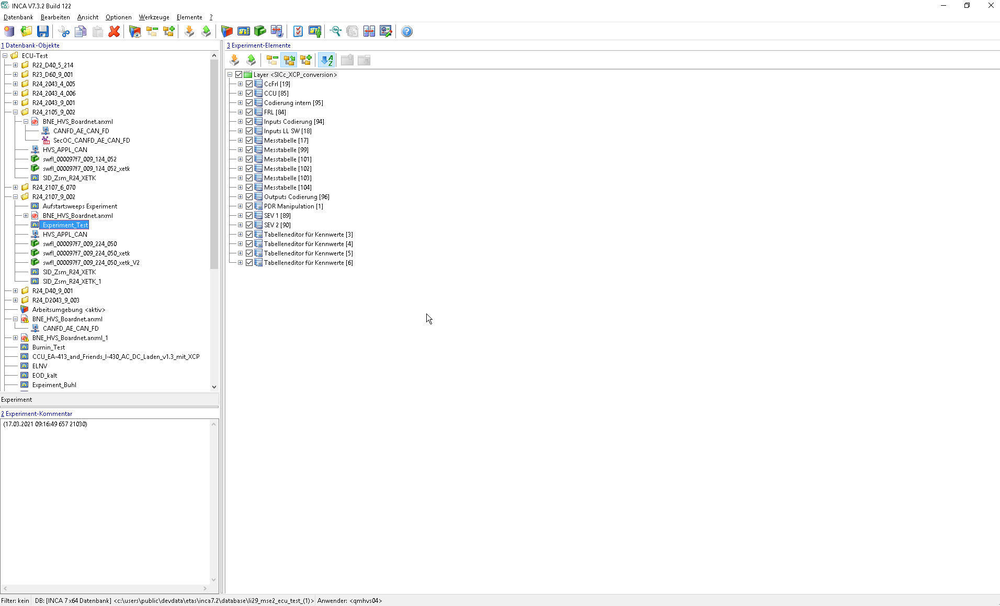 INCA V7.3.2 Build 122
Datenbank Bearbeiten Ansicht Optionen Werkzeuge Elemente ?
1 Datenbank-Objekte
ECU-Test
R22_D40_5_214
R23_D60_9_001
R24_2043_4_005
R24_2043_4_006
R24_2043_9_001
R24_2105_9_002
BNE_HVS_Boardnet.arxml
CANFD_AE_CAN_FD
SecOC_CANFD_AE_CAN_FD
HVS_APPL_CAN
swfl_000097f7_009_124_052
swfl_000097f7_009_124_052_xetk
SID_Zsm_R24_XETK
R24_2107_6_070
R24_2107_9_002
Aufstartsweeps Experiment
BNE_HVS_Boardnet.arxml
Experiment_Test
HVS_APPL_CAN
swfl_000097f7_009_224_050
swfl_000097f7_009_224_050_xetk
swfl_000097f7_009_224_050_xetk_V2
SID_Zsm_R24_XETK
SID_Zsm_R24_XETK_1
R24_D40_9_001
R24_D2043_9_003
Arbeitsumgebung <aktiv>
BNE_HVS_Boardnet.arxml
CANFD_AE_CAN_FD
BNE_HVS_Boardnet.arxml_1
Burnin_Test
CCU_EA-413_and_Friends_I-430_AC_DC_Laden_v1.3_mit_XCP
ELNV
EOD_kalt
Expeiment_Buhl
Experiment
2 Experiment-Kommentar
(17.03.2021 09:16:49 657 21030)
3 Experiment-Elemente
Layer <SICc_XCP_conversion>
CcFrl [19]
CCU [85]
Codierung intern [95]
FRL [84]
Inputs Codierung [94]
Inputs LL SW [18]
Messtabelle [17]
Messtabelle [99]
Messtabelle [101]
Messtabelle [102]
Messtabelle [103]
Messtabelle [104]
Outputs Codierung [96]
PDR Manipulation [1]
SEV 1 [89]
SEV 2 [90]
Tabelleneditor für Kennwerte [3]
Tabelleneditor für Kennwerte [4]
Tabelleneditor für Kennwerte [5]
Tabelleneditor für Kennwerte [6]
Filter: kein DB: [INCA 7 x64 Datenbank] <c:\users\public\devdata\etas\inca7.2\database\li29_mse2_ecu_test_(1)> Anwender: <qmhvs04>